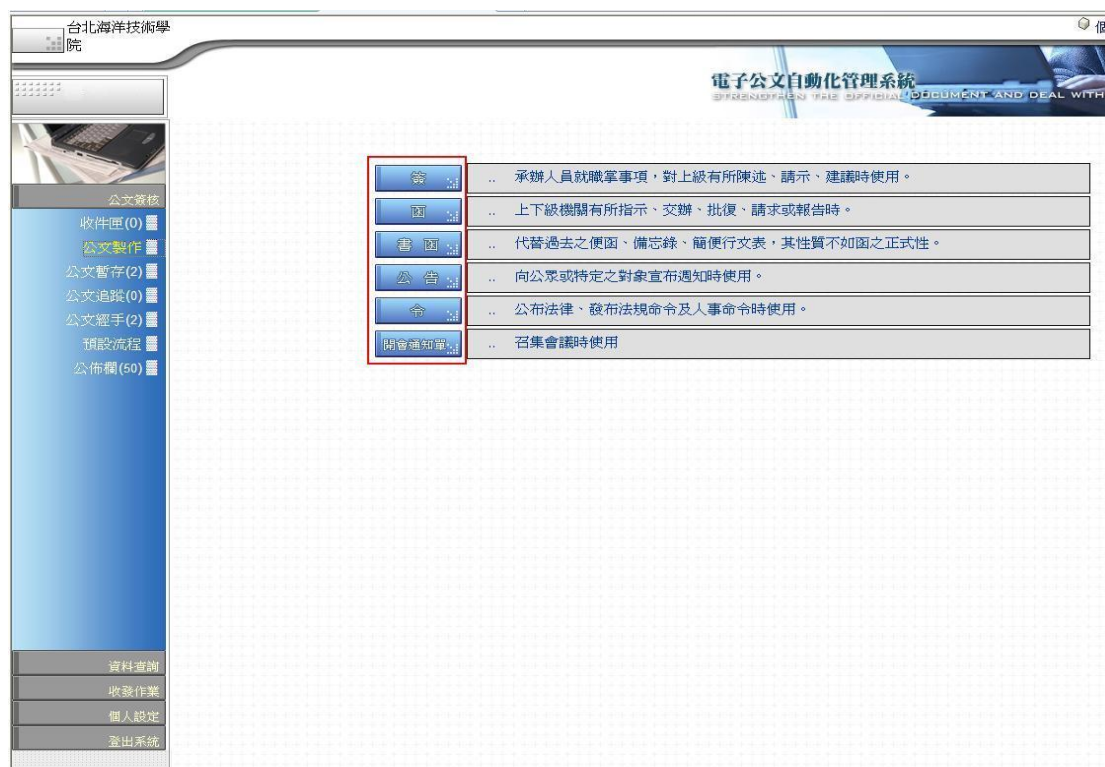 台北海洋技術學
院
個
電子公文自動化管理系統
STRENGTHEN THE OFFICIAL DOCUMENT AND DEAL WITH
公文簽核
收件匣(0)
公文製作
公文暫存(2)
公文追蹤(0)
公文經手(2)
預設流程
公佈欄(50)
簽 .. 承辦人員就職掌事項，對上級有所陳述、請示、建議時使用。
函 .. 上下級機關有所指示、交辦、批復、請求或報告時。
書 函 .. 代替過去之便函、備忘錄、簡便行文表，其性質不如函之正式性。
公 告 .. 向公眾或特定之對象宣布週知時使用。
令 .. 公布法律、發布法規命令及人事命令時使用。
開會通知單 .. 召集會議時使用
資料查詢
收發作業
個人設定
登出系統